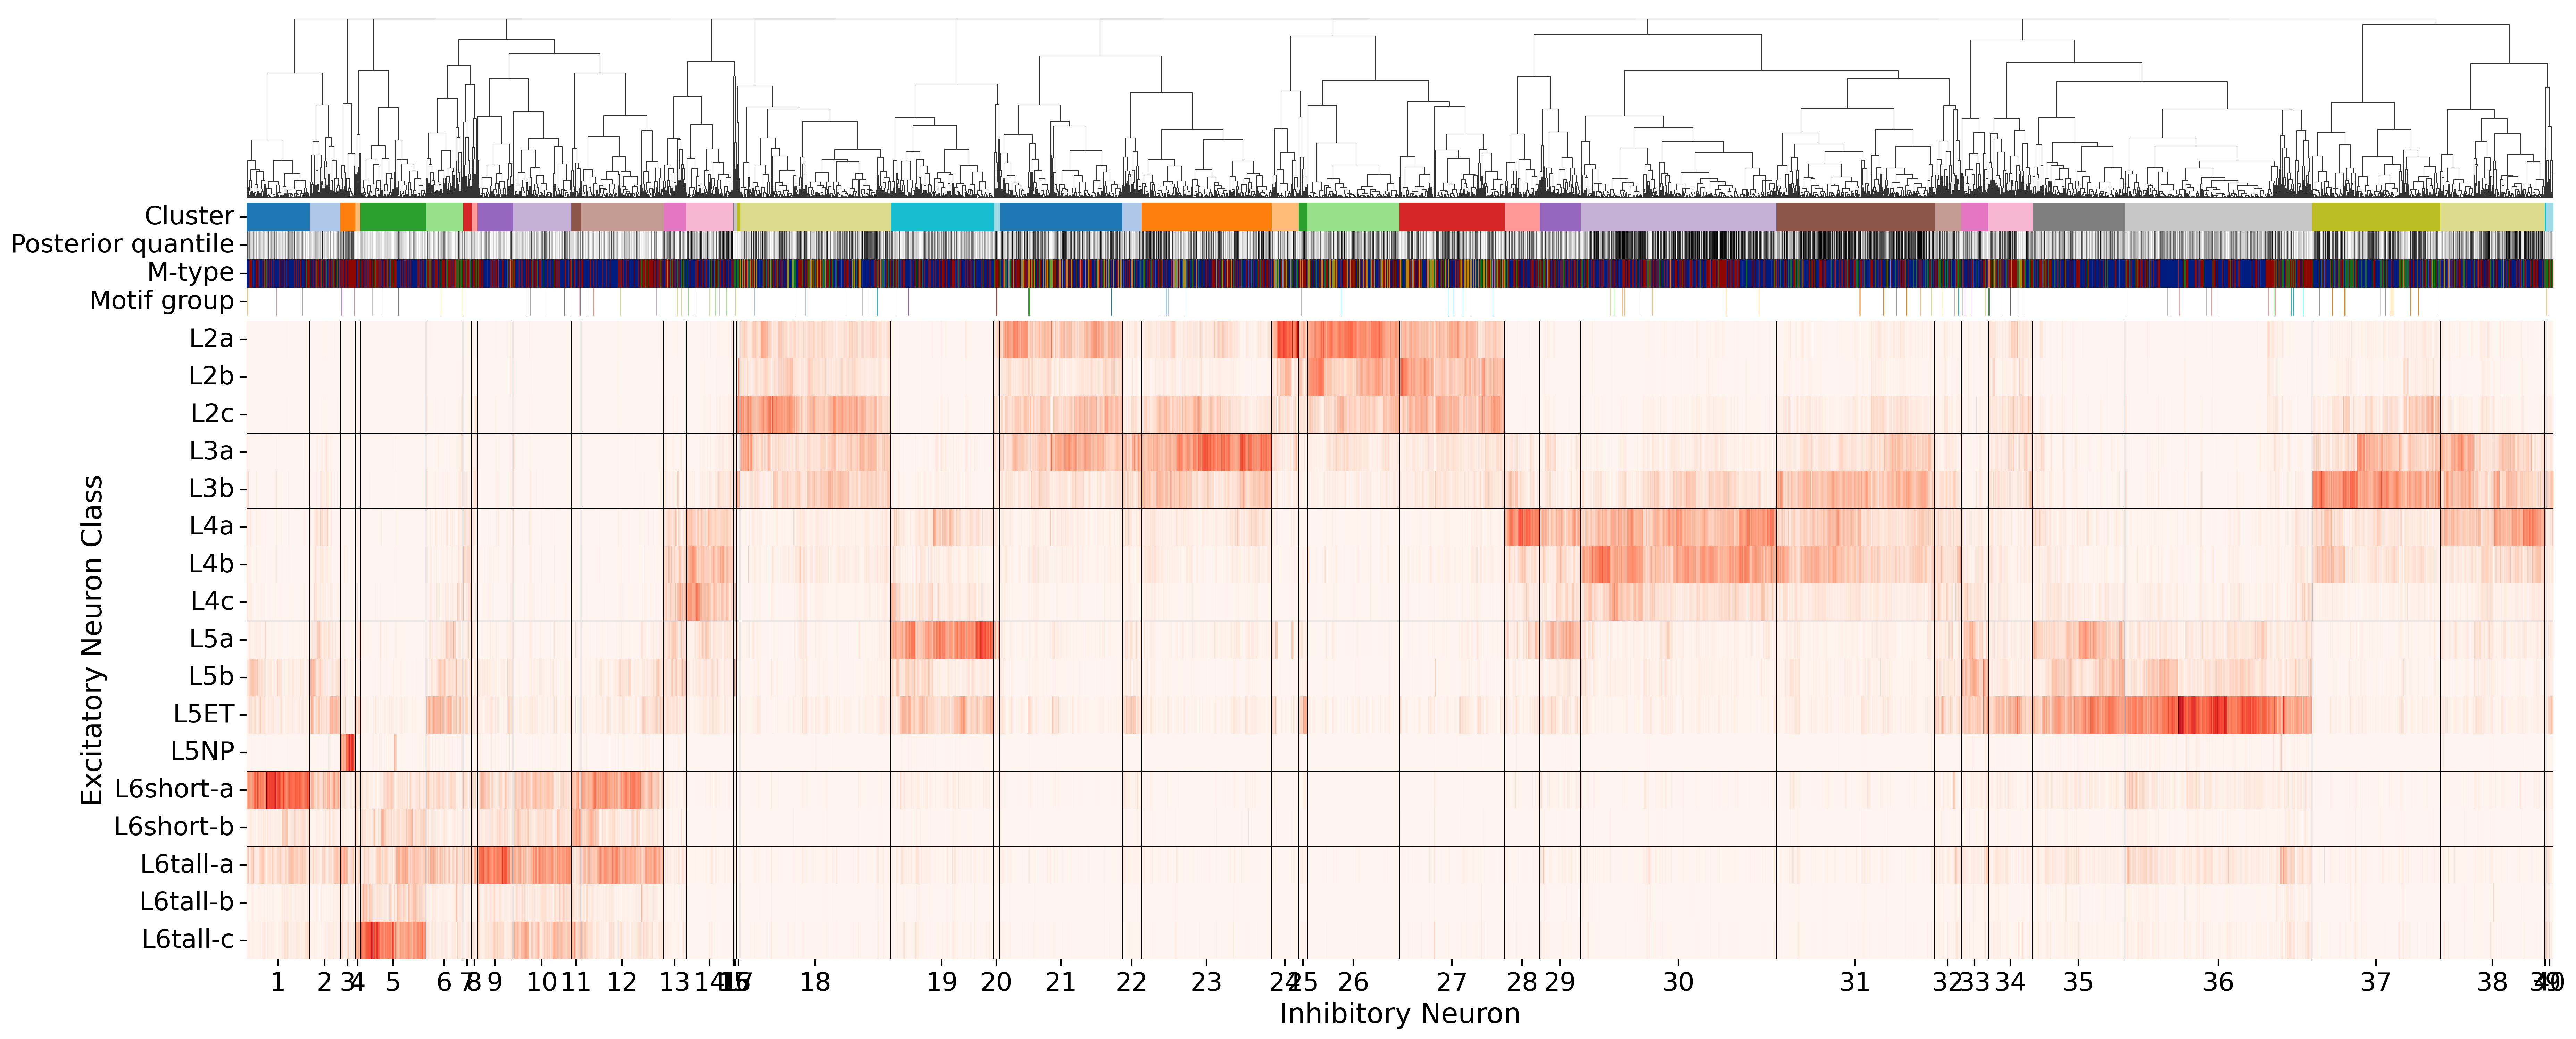 Cluster
Posterior quantile
M-type
Motif group
Excitatory Neuron Class
L2a
L2b
L2c
L3a
L3b
L4a
L4b
L4c
L5a
L5b
L5ET
L5NP
L6short-a
L6short-b
L6tall-a
L6tall-b
L6tall-c
1 2 3 4 5 6 7 8 9 10 11 12 13 14 18 19 20 21 22 23 24 25 26 27 28 29 30 31 32 33 34 35 36 37 38 39 40
Inhibitory Neuron